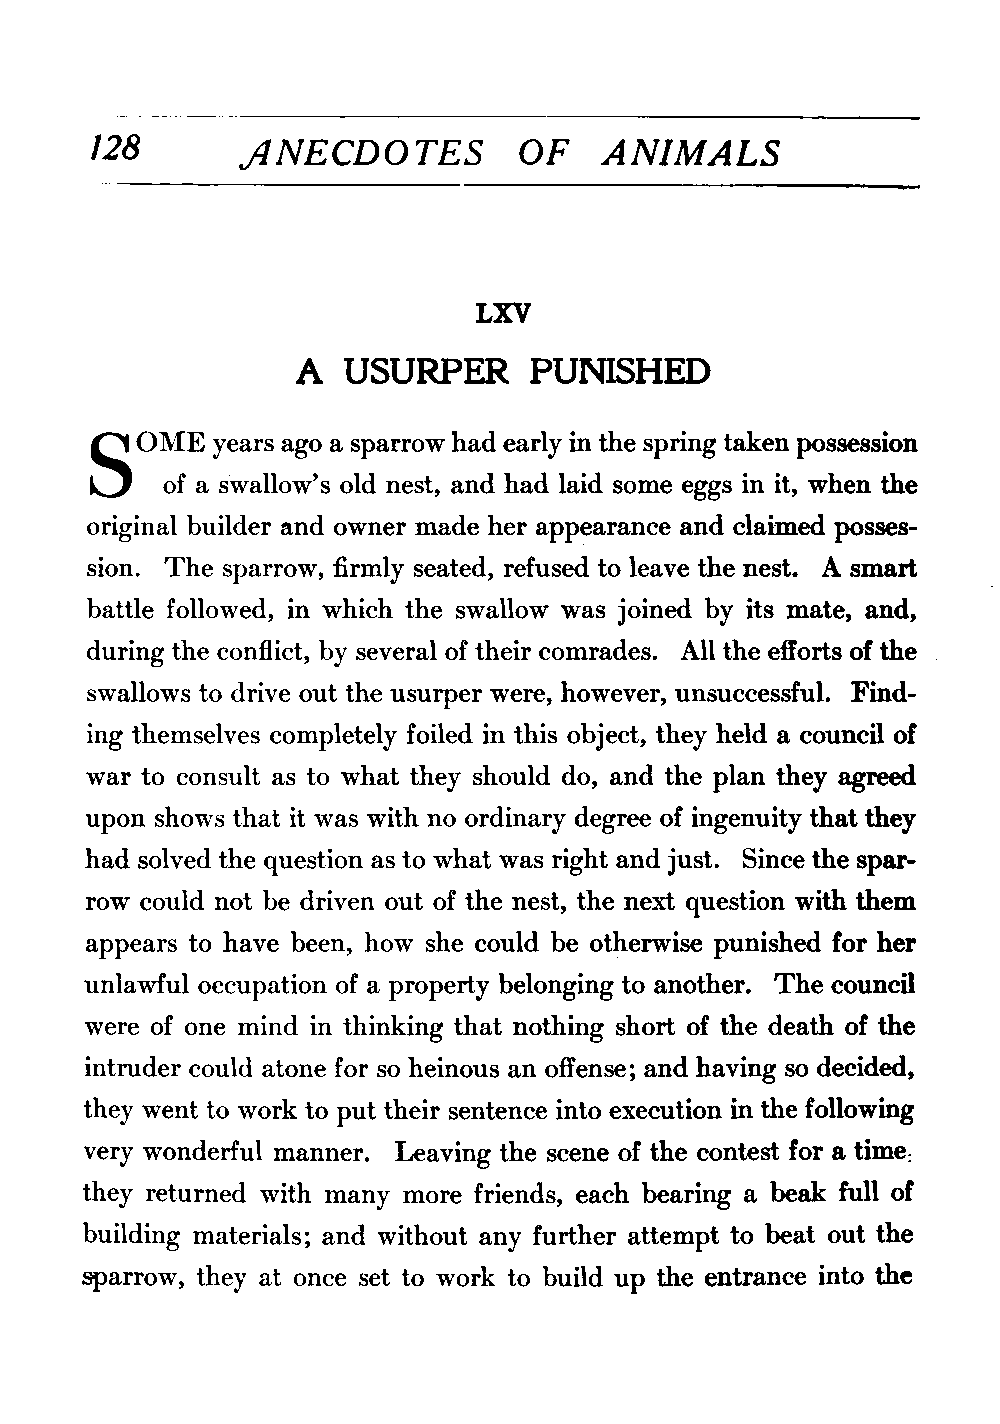 128 ANECDOTES OF ANIMALS
LXV
A USURPER PUNISHED
SOME years ago a sparrow had early in the spring taken possession
of a swallow's old nest, and had laid some eggs in it, when the
original builder and owner made her appearance and claimed posses-
sion. The sparrow, firmly seated, refused to leave the nest. A smart
battle followed, in which the swallow was joined by its mate, and,
during the conflict, by several of their comrades. All the efforts of the
swallows to drive out the usurper were, however, unsuccessful. Find-
ing themselves completely foiled in this object, they held a council of
war to consult as to what they should do, and the plan they agreed
upon shows that it was with no ordinary degree of ingenuity that they
had solved the question as to what was right and just. Since the spar-
row could not be driven out of the nest, the next question with them
appears to have been, how she could be otherwise punished for her
unlawful occupation of a property belonging to another. The council
were of one mind in thinking that nothing short of the death of the
intruder could atone for so heinous an offense; and having so decided,
they went to work to put their sentence into execution in the following
very wonderful manner. Leaving the scene of the contest for a time,
they returned with many more friends, each bearing a beak full of
building materials; and without any further attempt to beat out the
sparrow, they at once set to work to build up the entrance into the